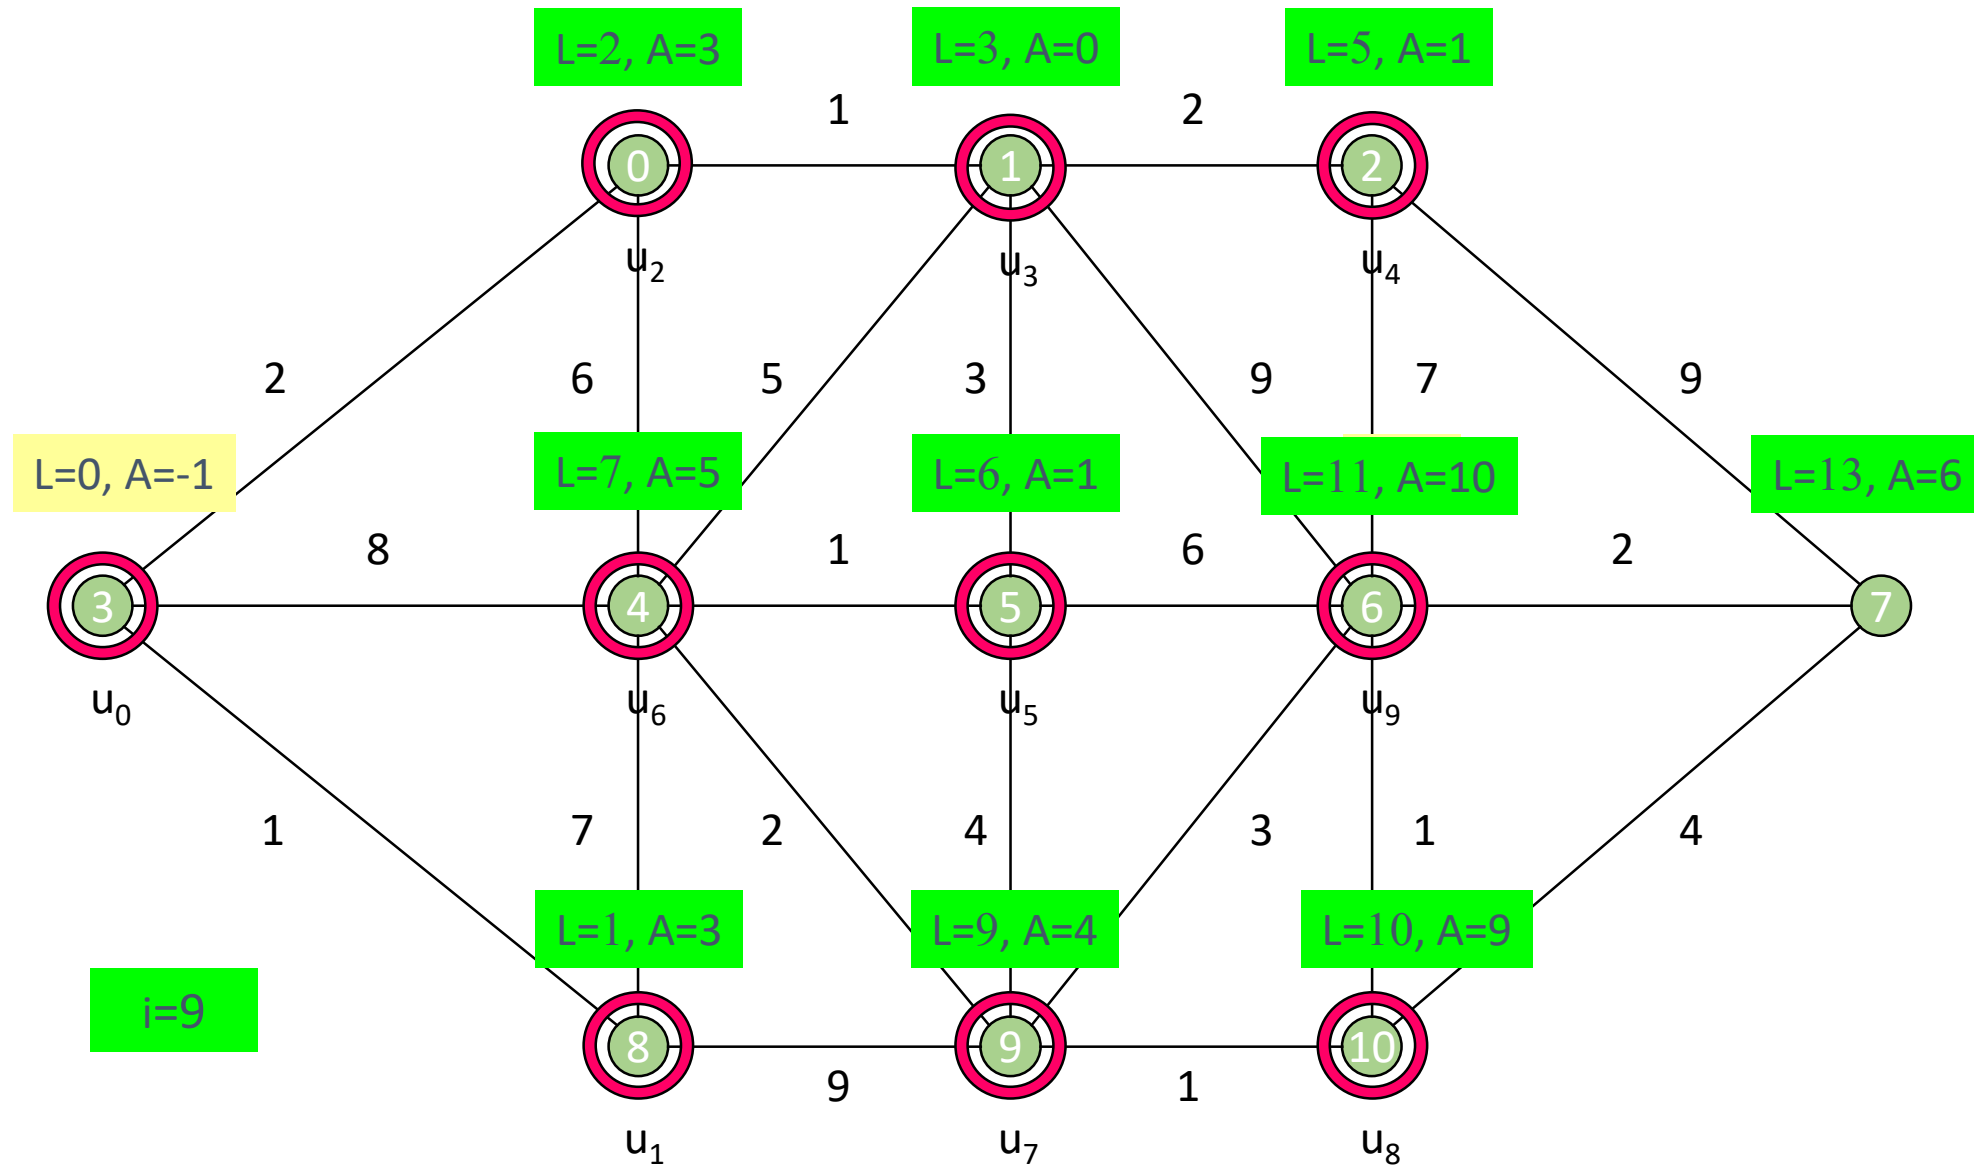 L=2, A=3
L=3, A=0
L=5, A=1
1
2
0
1
2
u2
u3
u4
2
6
5
3
9
7
9
L=0, A=-1
L=7, A=5
L=6, A=1
L=11, A=10
L=13, A=6
8
1
6
2
3
4
5
6
7
u0
u6
u5
u9
1
7
2
4
3
1
4
L=1, A=3
L=9, A=4
L=10, A=9
i=9
8
9
10
9
1
u1
u7
u8